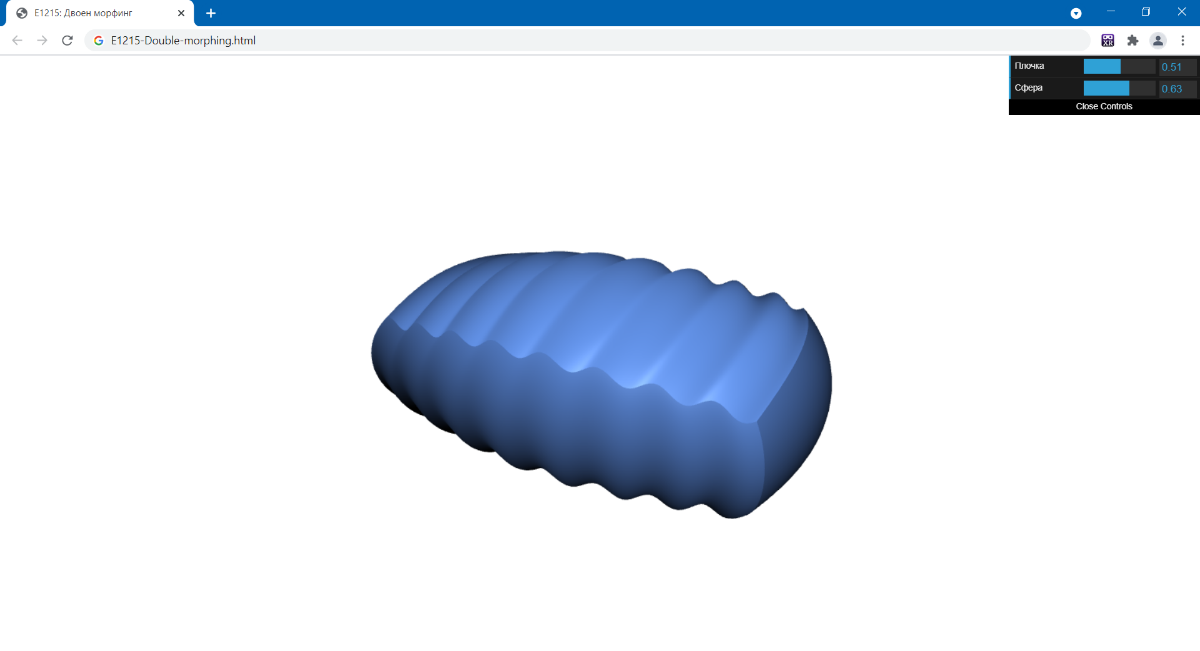 E1215: Двоен морфинг
E1215-Double-morphing.html
Плочка 0.51
Сфера 0.63
Close Controls